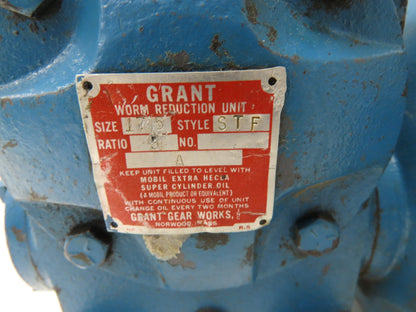 GRANT
WORM REDUCTION UNIT
SIZE STYLE STF
RATIO NO.
A
KEEP UNIT FILLED TO LEVEL WITH
MOBIL EXTRA HECLA
SUPER CYLINDER OIL
(A MOBIL PRODUCT OR EQUIVALENT)
WITH CONTINUOUS USE OF UNIT
CHANGE OIL EVERY TWO MONTHS
GRANT GEAR WORKS,
NORWOOD, MASS
R-5